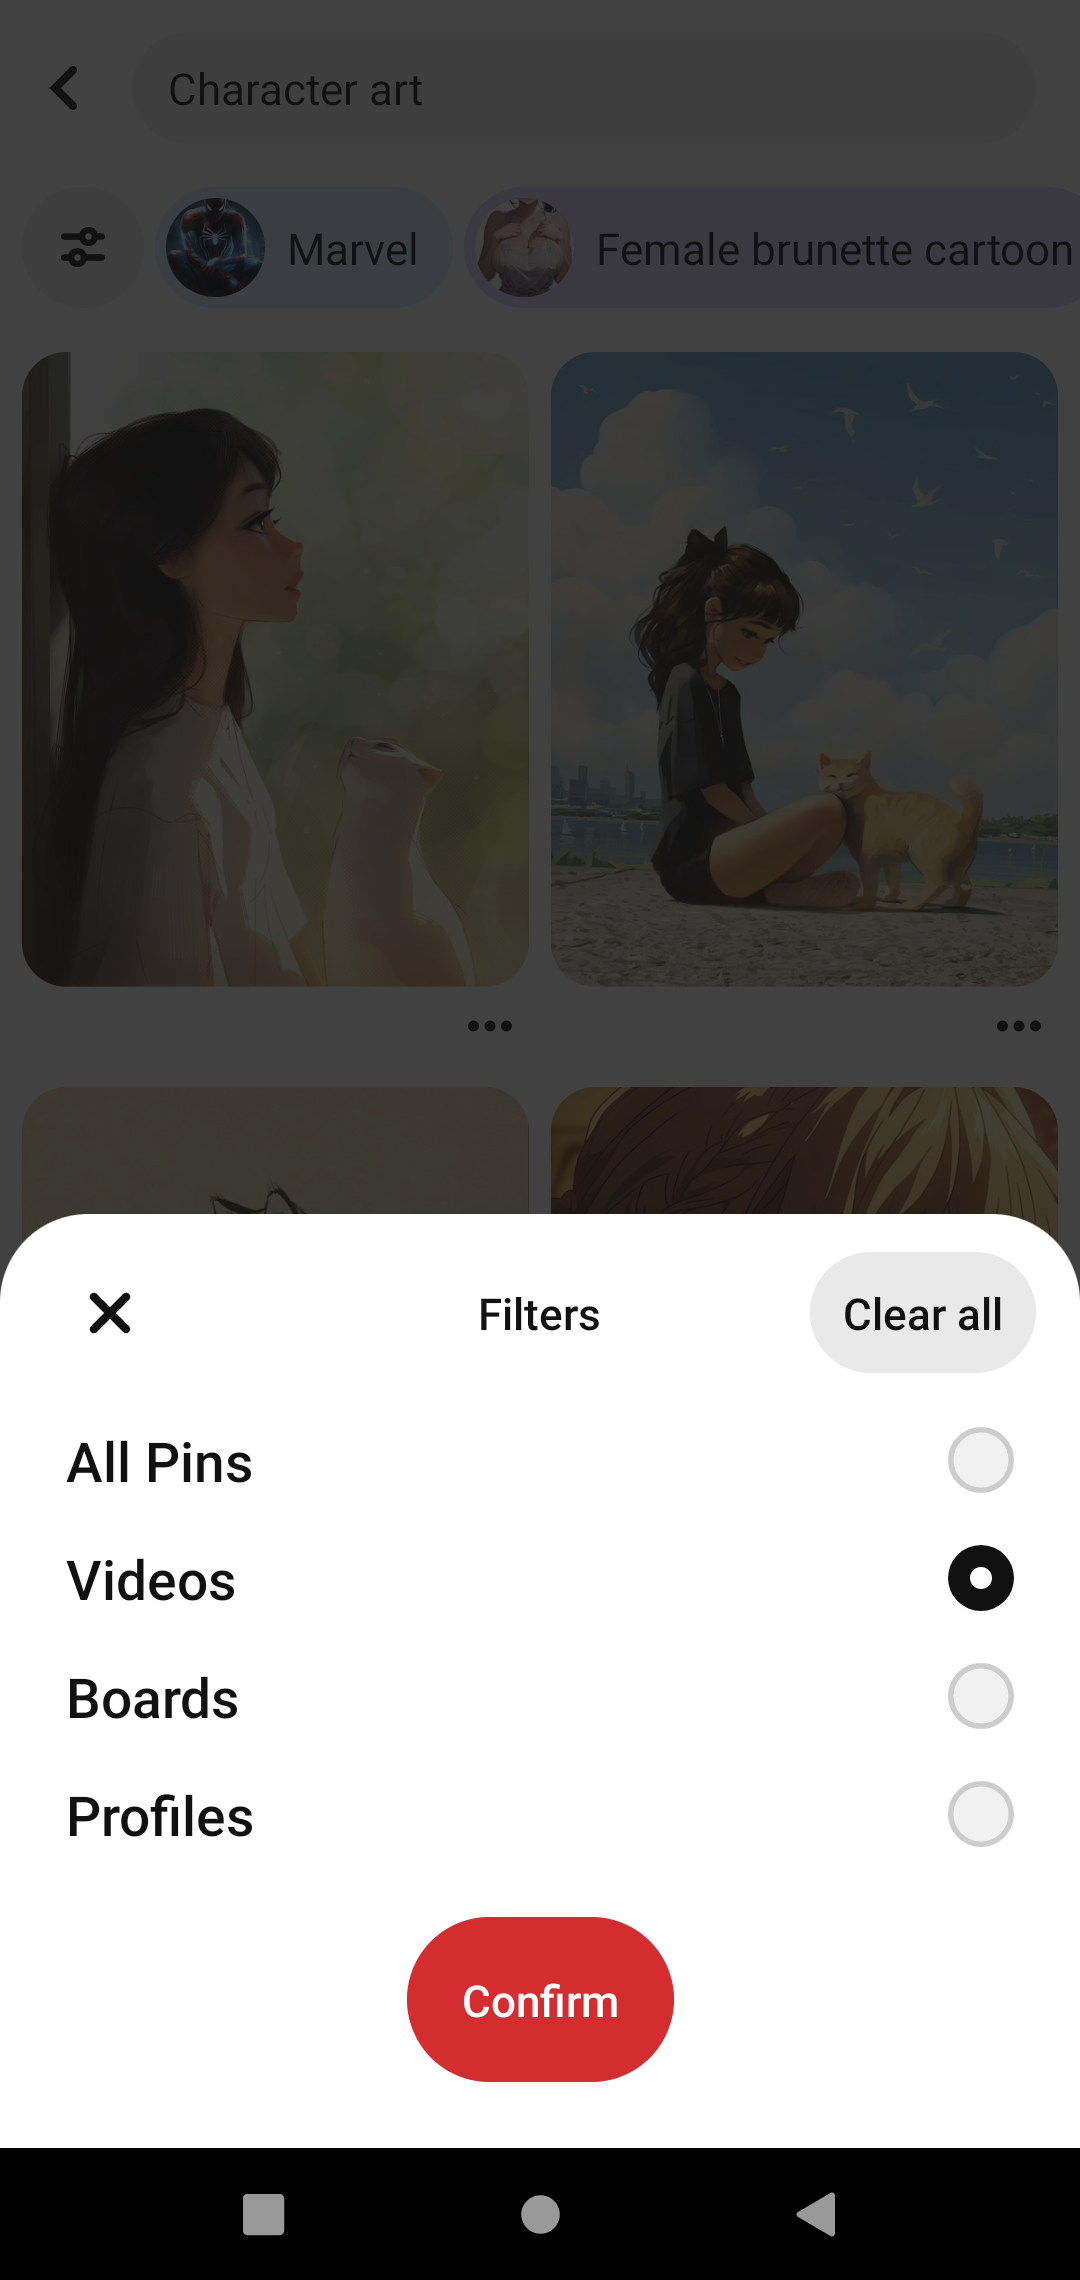 Character art
Marvel
Female brunette cartoon
Filters
Clear all
All Pins
Videos
Boards
Profiles
Confirm